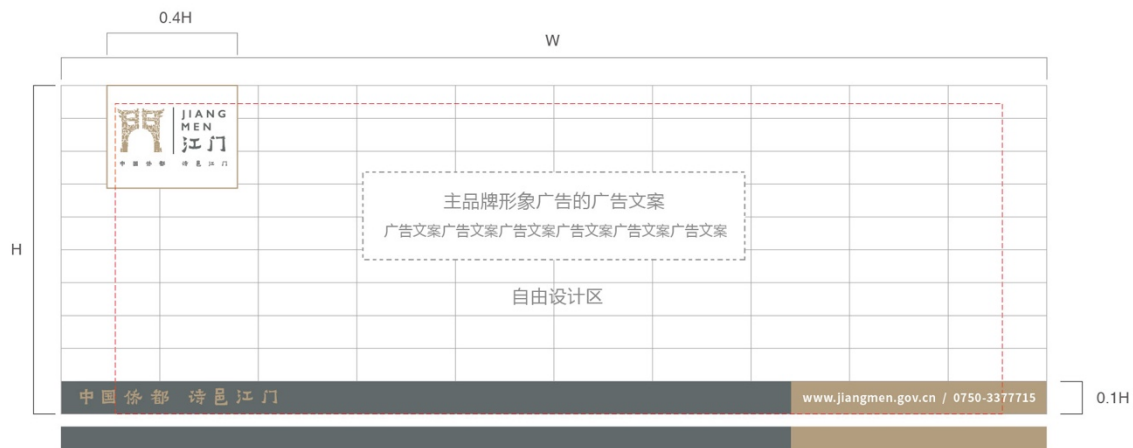 0.4H
W
JIANG
MEN
江门
中国侨都 诗邑江门
主品牌形象广告的广告文案
广告文案广告文案广告文案广告文案广告文案广告文案
H
自由设计区
中国侨都 诗邑江门
www.jiangmen.gov.cn / 0750-3377715
0.1H